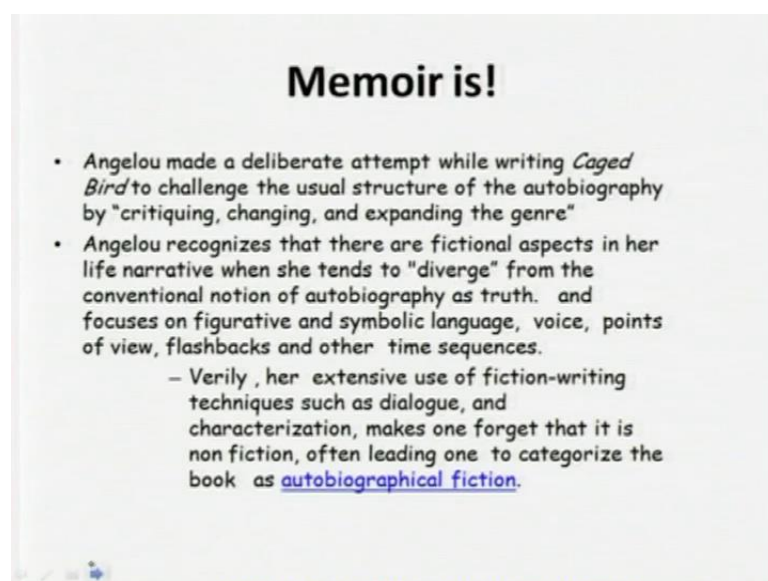 Memoir is!
• Angelou made a deliberate attempt while writing Caged
Bird to challenge the usual structure of the autobiography
by "critiquing, changing, and expanding the genre"
• Angelou recognizes that there are fictional aspects in her
life narrative when she tends to "diverge" from the
conventional notion of autobiography as truth. and
focuses on figurative and symbolic language, voice, points
of view, flashbacks and other time sequences.
– Verily , her extensive use of fiction-writing
techniques such as dialogue, and
characterization, makes one forget that it is
non fiction, often leading one to categorize the
book as autobiographical fiction.